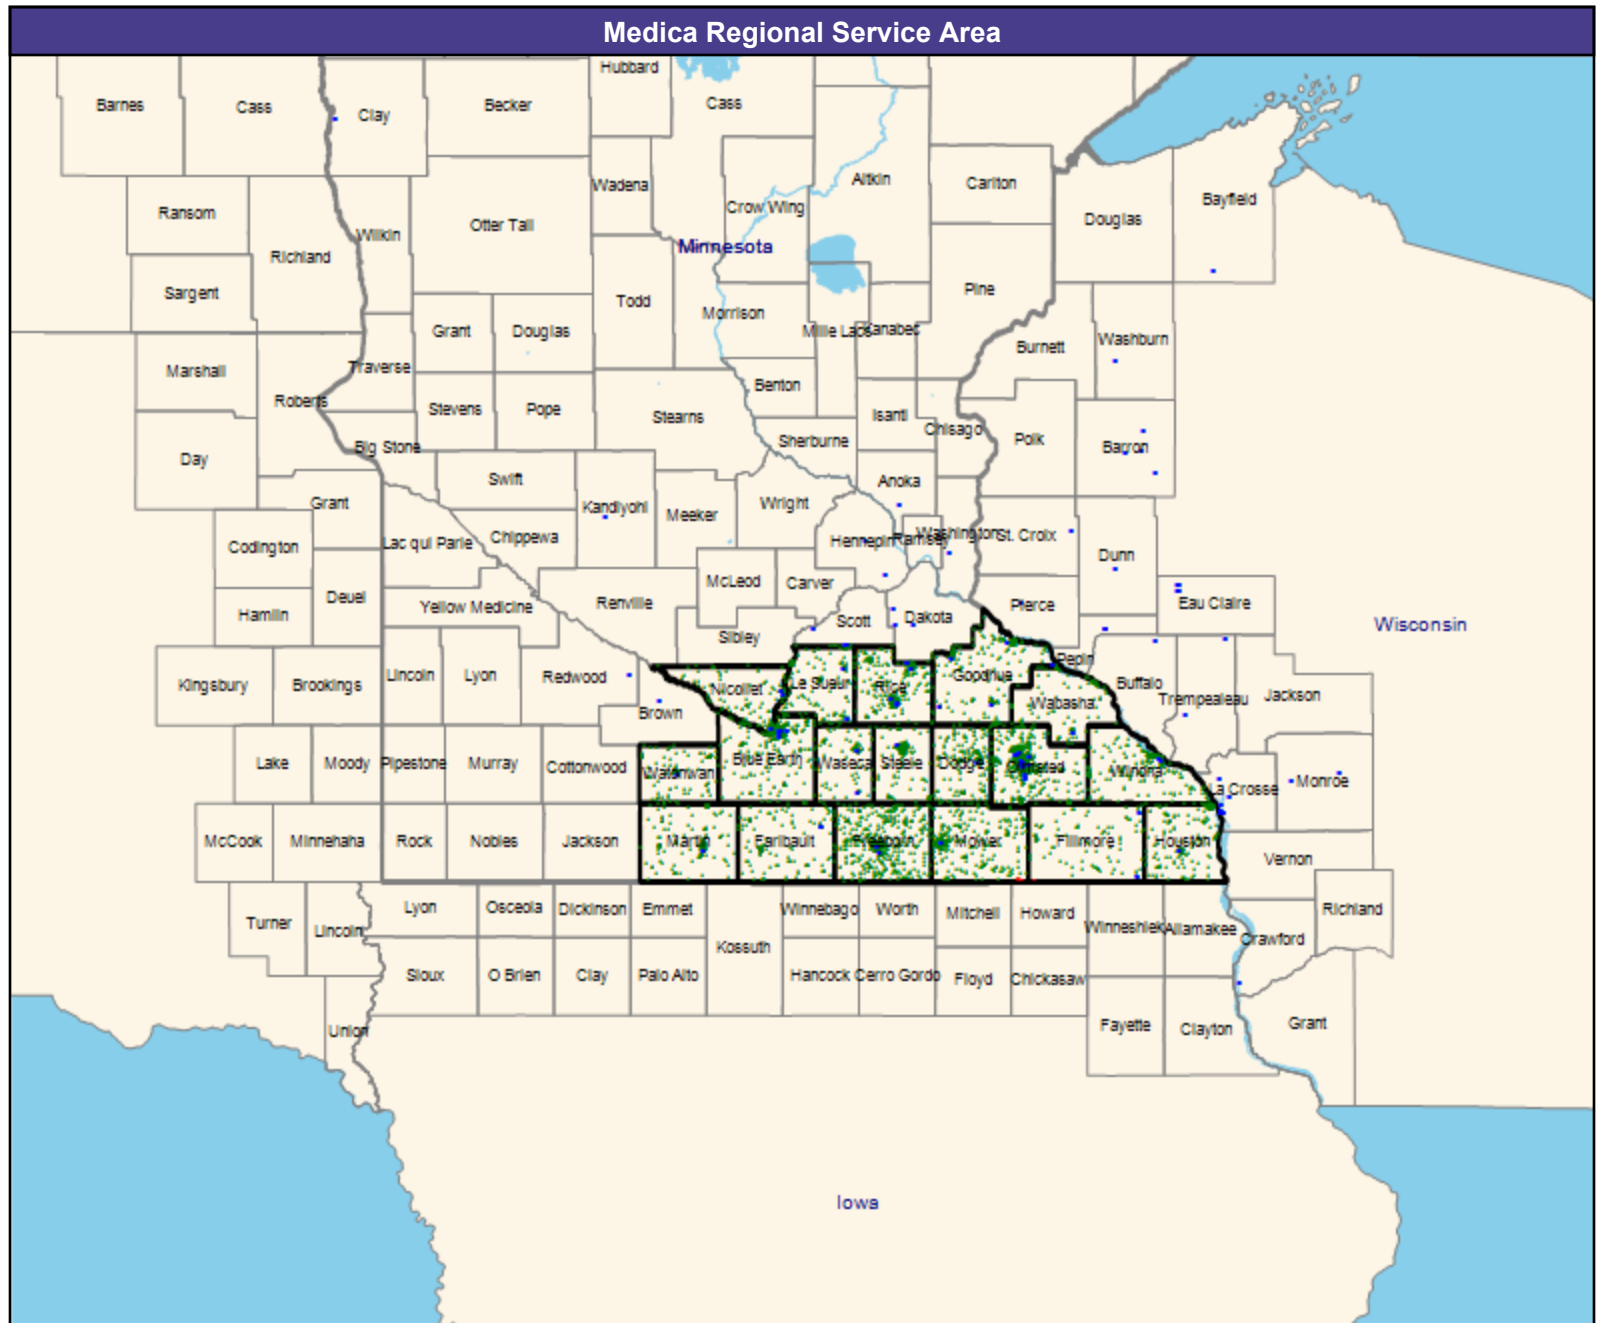 Medica Regional Service Area
Hubbard
Barnes
Cass
Clay
Becker
Cass
Wadena
Aitkin
Carlton
Ransom
Crow Wing
Bayfield
Otter Tail
Douglas
Wilkin
Minnesota
Richland
Sargent
Pine
Todd
Morrison
Grant
Douglas
Mille Lacs
Kanabec
Washburn
Burnett
Marshall
Traverse
Benton
Roberts
Stevens
Pope
Stearns
Isanti
Chisago
Polk
Sherburne
Big Stone
Barron
Day
Swift
Anoka
Grant
Kandiyohi
Meeker
Wright
Codington
Lac qui Parle
Chippewa
Hennepin
Ramsey
Washington
St. Croix
Dunn
McLeod
Carver
Deuel
Yellow Medicine
Renville
Pierce
Eau Claire
Hamlin
Scott
Dakota
Wisconsin
Sibley
Pepin
Kingsbury
Brookings
Lincoln
Lyon
Redwood
Nicollet
Le Sueur
Rice
Goodhue
Buffalo
Trempealeau
Jackson
Wabasha
Brown
Lake
Moody
Pipestone
Murray
Cottonwood
Watonwan
Blue Earth
Waseca
Steele
Dodge
Olmsted
Winona
La Crosse
Monroe
McCook
Minnehaha
Rock
Nobles
Jackson
Martin
Faribault
Freeborn
Mower
Fillmore
Houston
Vernon
Turner
Lincoln
Lyon
Osceola
Dickinson
Emmet
Winnebago
Worth
Mitchell
Howard
Winneshiek
Allamakee
Crawford
Richland
Kossuth
Sioux
O Brien
Clay
Palo Alto
Hancock
Cerro Gordo
Floyd
Chickasaw
Union
Fayette
Clayton
Grant
Iowa